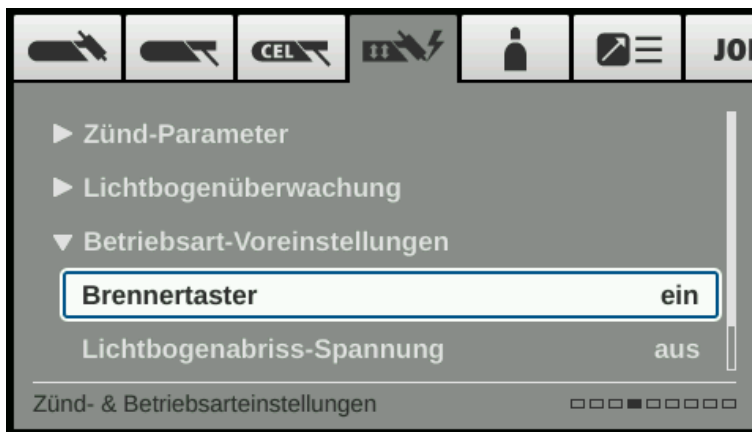 CEL
JO
Zünd-Parameter
Lichtbogenüberwachung
Betriebsart-Voreinstellungen
Brennertaster ein
Lichtbogenabriss-Spannung aus
Zünd- & Betriebsarteinstellungen